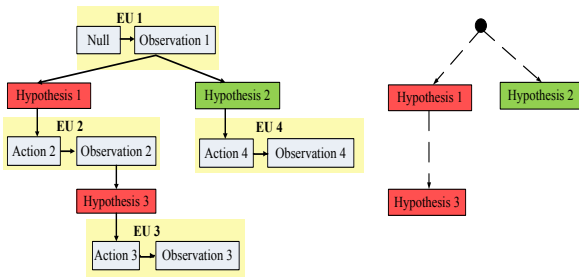 EU 1
Null
Observation 1
Hypothesis 1
Hypothesis 2
EU 2
Action 2
Observation 2
EU 4
Action 4
Observation 4
Hypothesis 3
EU 3
Action 3
Observation 3
Hypothesis 1
Hypothesis 2
Hypothesis 3